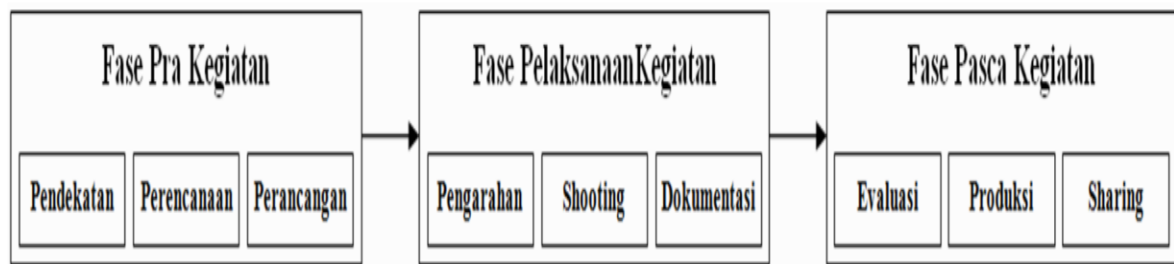 Fase Pra Kegiatan
Pendekatan
Perencanaan
Perancangan
Fase PelaksanaanKegiatan
Pengarahan
Shooting
Dokumentasi
Fase Pasca Kegiatan
Evaluasi
Produksi
Sharing